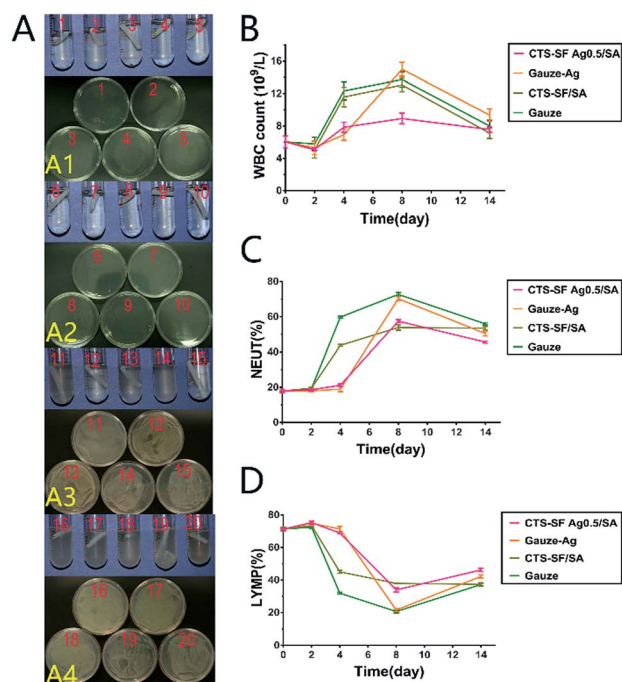 A
1 2 3 4 5
1 2
3 4 5
A1
6 7 8 9 10
6 7
8 9 10
A2
11 12 13 14 15
11 12
13 14 15
A3
16 17 18 19 20
16 17
18 19 20
A4
B
WBC count (10⁹/L)
16
12
8
4
0
0 2 4 6 8 10 12 14
Time(day)
CTS-SF Ag0.5/SA
Gauze-Ag
CTS-SF/SA
Gauze
C
NEUT(%)
80
60
40
20
0
0 2 4 6 8 10 12 14
Time(day)
CTS-SF Ag0.5/SA
Gauze-Ag
CTS-SF/SA
Gauze
D
LYMP(%)
80
60
40
20
0
0 2 4 6 8 10 12 14
Time(day)
CTS-SF Ag0.5/SA
Gauze-Ag
CTS-SF/SA
Gauze